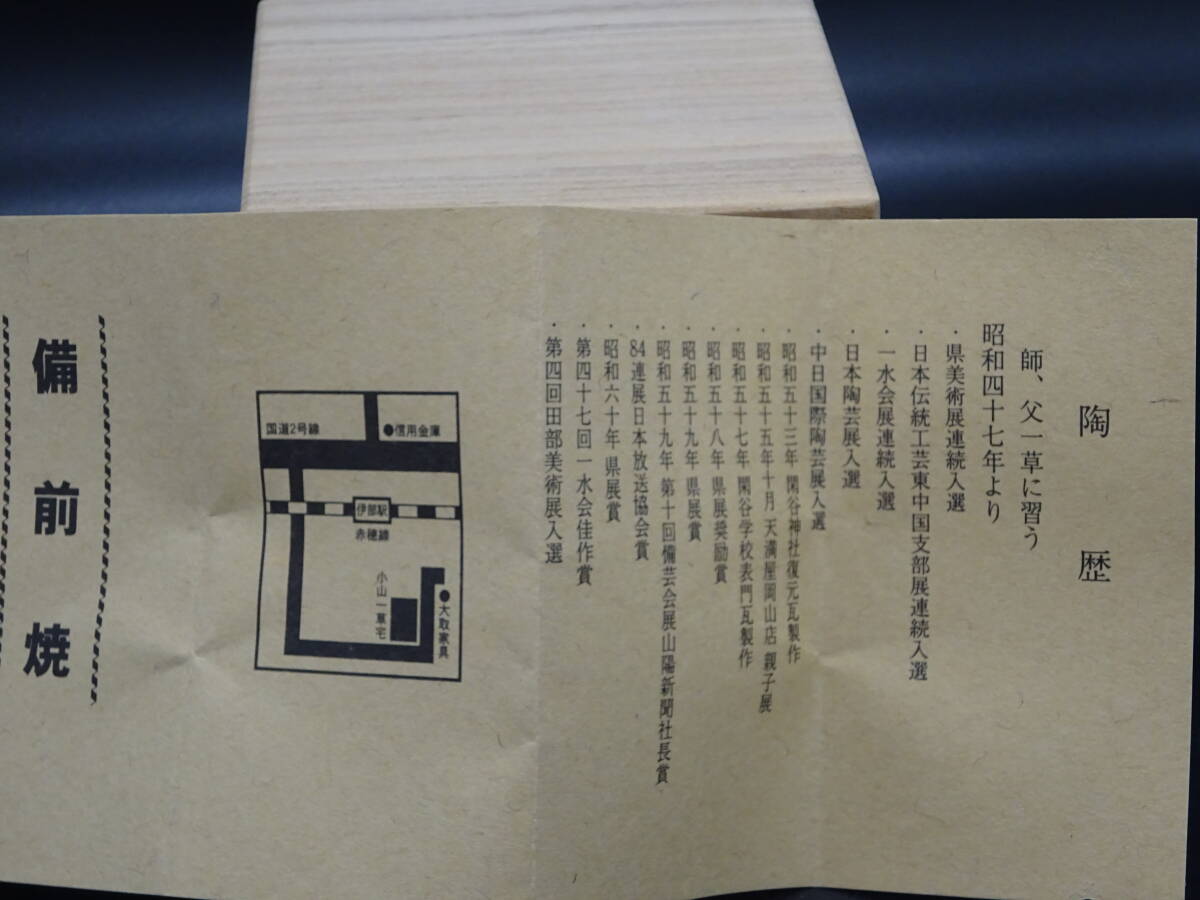 陶歴
師、父一草に習う
昭和四十七年より
・県美術展連続入選
・日本伝統工芸東中国支部展連続入選
・一水会展連続入選
・日本陶芸展入選
・中日国際陶芸展入選
・昭和五十三年 閑谷神社復元瓦製作
・昭和五十五年十月 天満屋岡山店 親子展
・昭和五十七年 閑谷学校表門瓦製作
・昭和五十八年 県展奨励賞
・昭和五十九年 県展賞
・昭和五十九年 第十回備芸会展山陽新聞社長賞
・84連展日本放送協会賞
・昭和六十年 県展賞
・第四十七回一水会佳作賞
・第四回田部美術展入選
国道2号線
●信用金庫
伊部駅
赤穂線
小山一草宅
●大取家具
備前焼